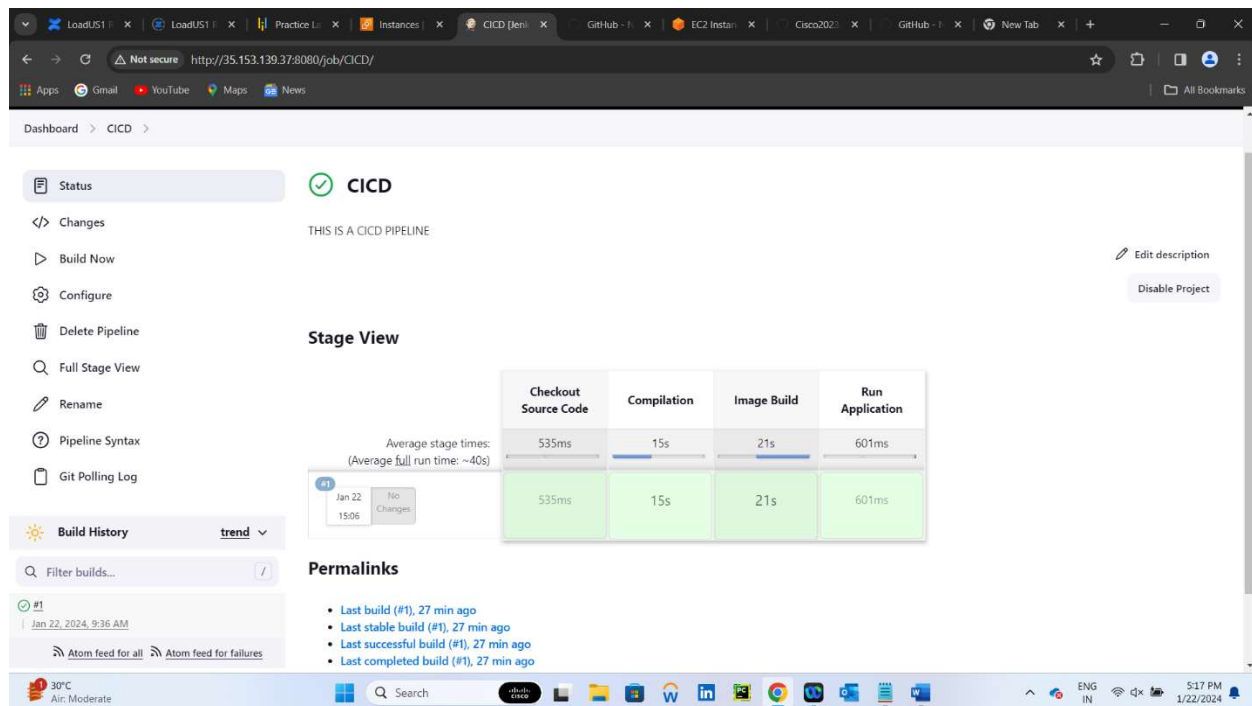 LoadUS1
LoadUS1
Practice La
Instances |
CICD [Jenk
GitHub - N
EC2 Instan
Cisco2023
GitHub - N
New Tab
Not secure http://35.153.139.37:8080/job/CICD/
Apps Gmail YouTube Maps News
All Bookmarks
Dashboard > CICD >
Status
Changes
Build Now
Configure
Delete Pipeline
Full Stage View
Rename
Pipeline Syntax
Git Polling Log
Build History trend
Filter builds... /
#1
Jan 22, 2024, 9:36 AM
Atom feed for all Atom feed for failures
CICD
THIS IS A CICD PIPELINE
Edit description
Disable Project
Stage View
Checkout
Source Code
Compilation
Image Build
Run
Application
Average stage times: 535ms 15s 21s 601ms
(Average full run time: ~40s)
#1
Jan 22
15:06
No
Changes
535ms 15s 21s 601ms
Permalinks
Last build (#1), 27 min ago
Last stable build (#1), 27 min ago
Last successful build (#1), 27 min ago
Last completed build (#1), 27 min ago
1
30°C
Air: Moderate
Search
CISCO
ENG
IN
5:17 PM
1/22/2024